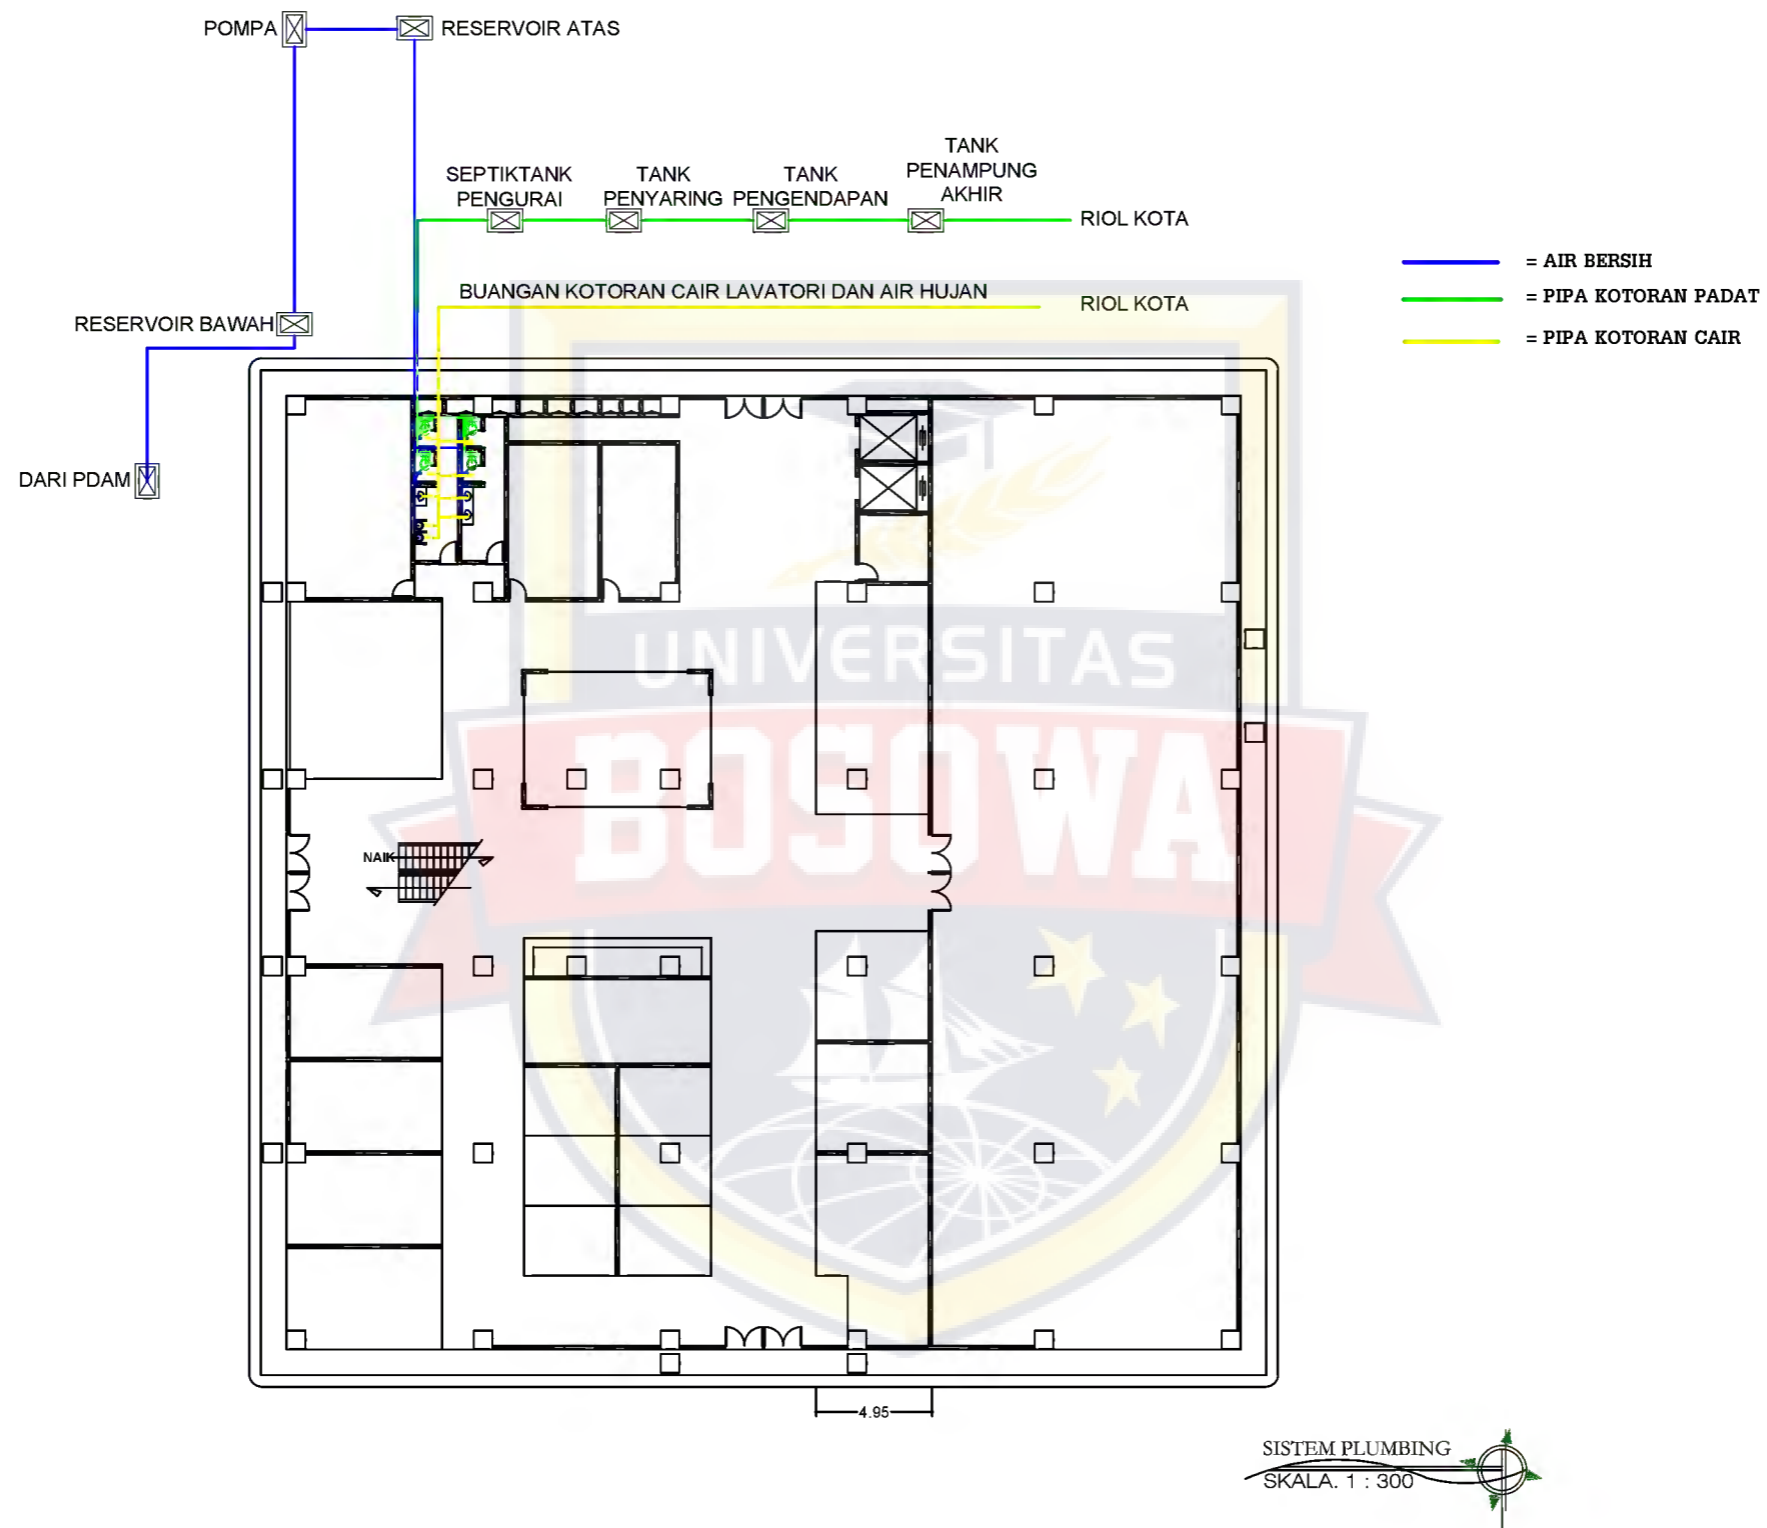 POMPA
RESERVOIR ATAS
TANK
PENAMPUNG
AKHIR
SEPTIKTANK
PENGURAI
TANK
PENYARING
TANK
PENGENDAPAN
RIOL KOTA
= AIR BERSIH
BUANGAN KOTORAN CAIR LAVATORI DAN AIR HUJAN
RIOL KOTA
= PIPA KOTORAN PADAT
RESERVOIR BAWAH
= PIPA KOTORAN CAIR
DARI PDAM
UNIVERSITAS
BOSOWA
NAIK
4.95
SISTEM PLUMBING
SKALA. 1 : 300